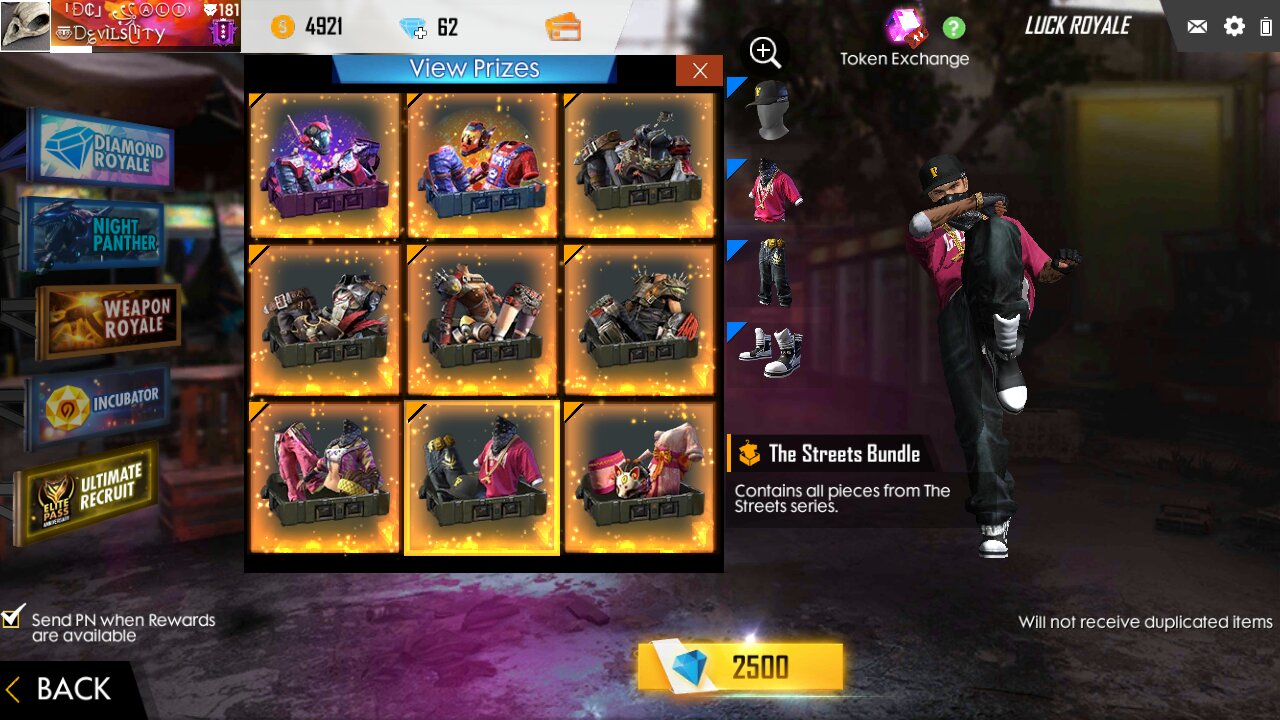 181
DEVILSCITY
4921
62
LUCK ROYALE
Token Exchange
?
View Prizes
DIAMOND
ROYALE
NIGHT
PANTHER
WEAPON
ROYALE
INCUBATOR
ULTIMATE
RECRUIT
ELITE
PASS
ANNIVERSARY
The Streets Bundle
Contains all pieces from The
Streets series.
Send PN when Rewards
are available
Will not receive duplicated items
2500
BACK